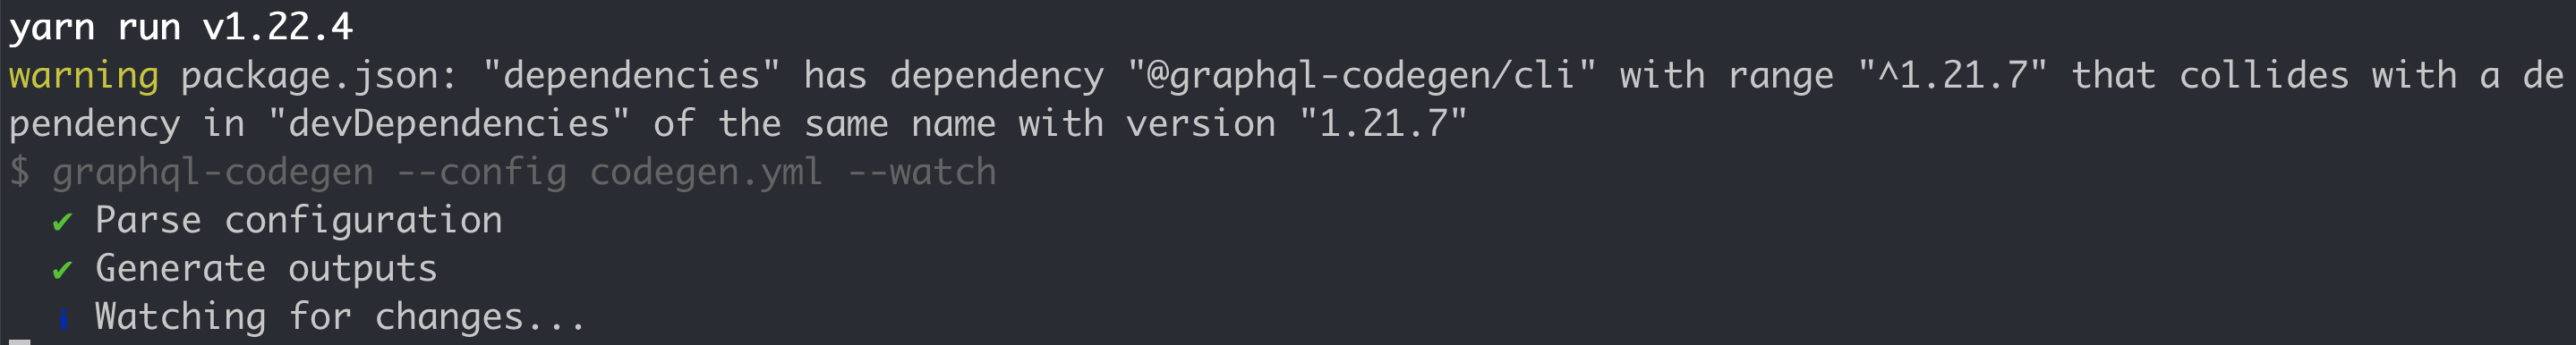 yarn run v1.22.4
warning package.json: "dependencies" has dependency "@graphql-codegen/cli" with range "^1.21.7" that collides with a de
pendency in "devDependencies" of the same name with version "1.21.7"
$ graphql-codegen --config codegen.yml --watch
✔ Parse configuration
✔ Generate outputs
ℹ Watching for changes...